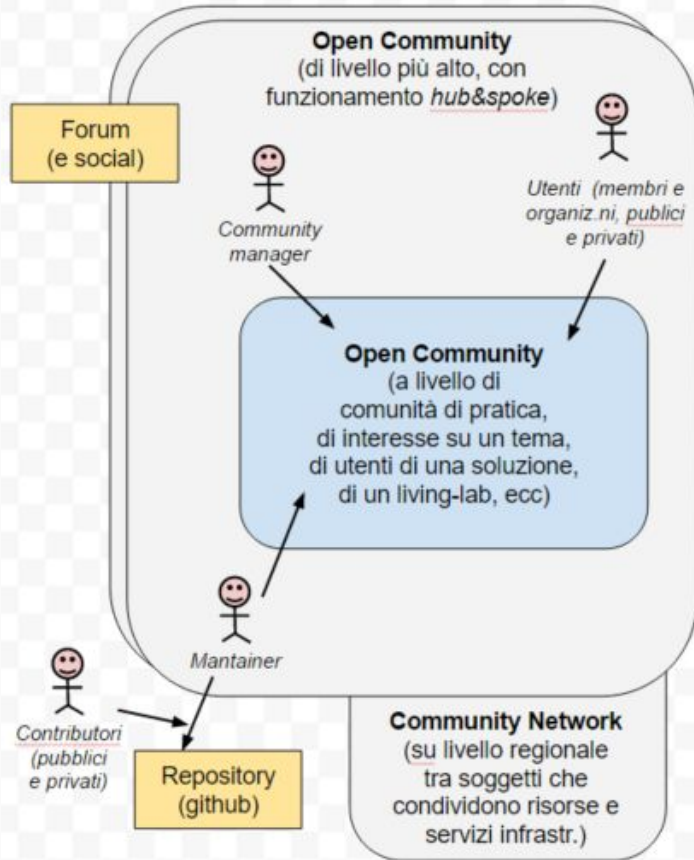 Open Community
(di livello più alto, con
funzionamento hub&spoke)
Forum
(e social)
Community
manager
Utenti (membri e
organiz.ni, publici
e privati)
Open Community
(a livello di
comunità di pratica,
di interesse su un tema,
di utenti di una soluzione,
di un living-lab, ecc)
Mantainer
Contributori
(pubblici
e privati)
Repository
(github)
Community Network
(su livello regionale
tra soggetti che
condividono risorse e
servizi infrastr.)